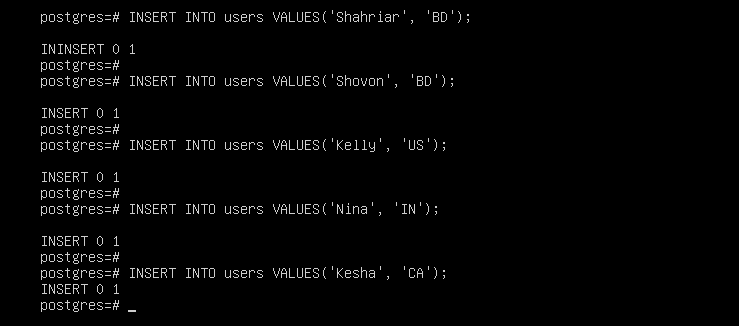 postgres=# INSERT INTO users VALUES('Shahriar', 'BD');
ININSERT 0 1
postgres=#
postgres=# INSERT INTO users VALUES('Shovon', 'BD');
INSERT 0 1
postgres=#
postgres=# INSERT INTO users VALUES('Kelly', 'US');
INSERT 0 1
postgres=#
postgres=# INSERT INTO users VALUES('Nina', 'IN');
INSERT 0 1
postgres=#
postgres=# INSERT INTO users VALUES('Kesha', 'CA');
INSERT 0 1
postgres=# _